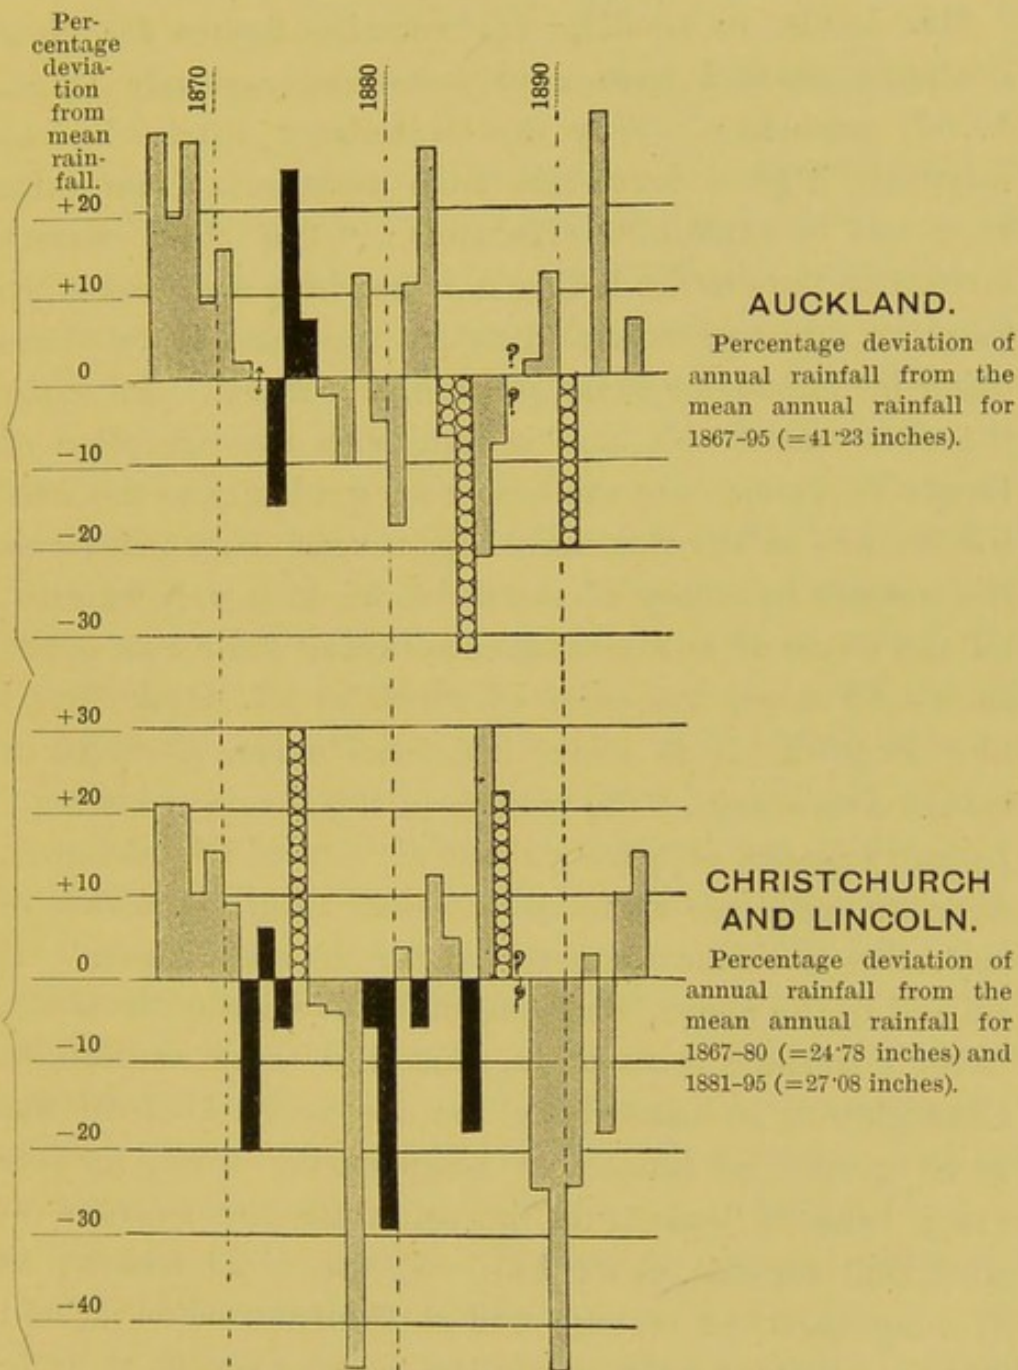 Per-
centage
devia-
tion
from
mean
rain-
fall.
1870
1880
1890
+20
+10
0
−10
−20
−30
?
?
AUCKLAND.
Percentage deviation of
annual rainfall from the
mean annual rainfall for
1867–95 (=41·23 inches).
+30
+20
+10
0
−10
−20
−30
−40
?
?
CHRISTCHURCH
AND LINCOLN.
Percentage deviation of
annual rainfall from the
mean annual rainfall for
1867–80 (=24·78 inches) and
1881–95 (=27·08 inches).